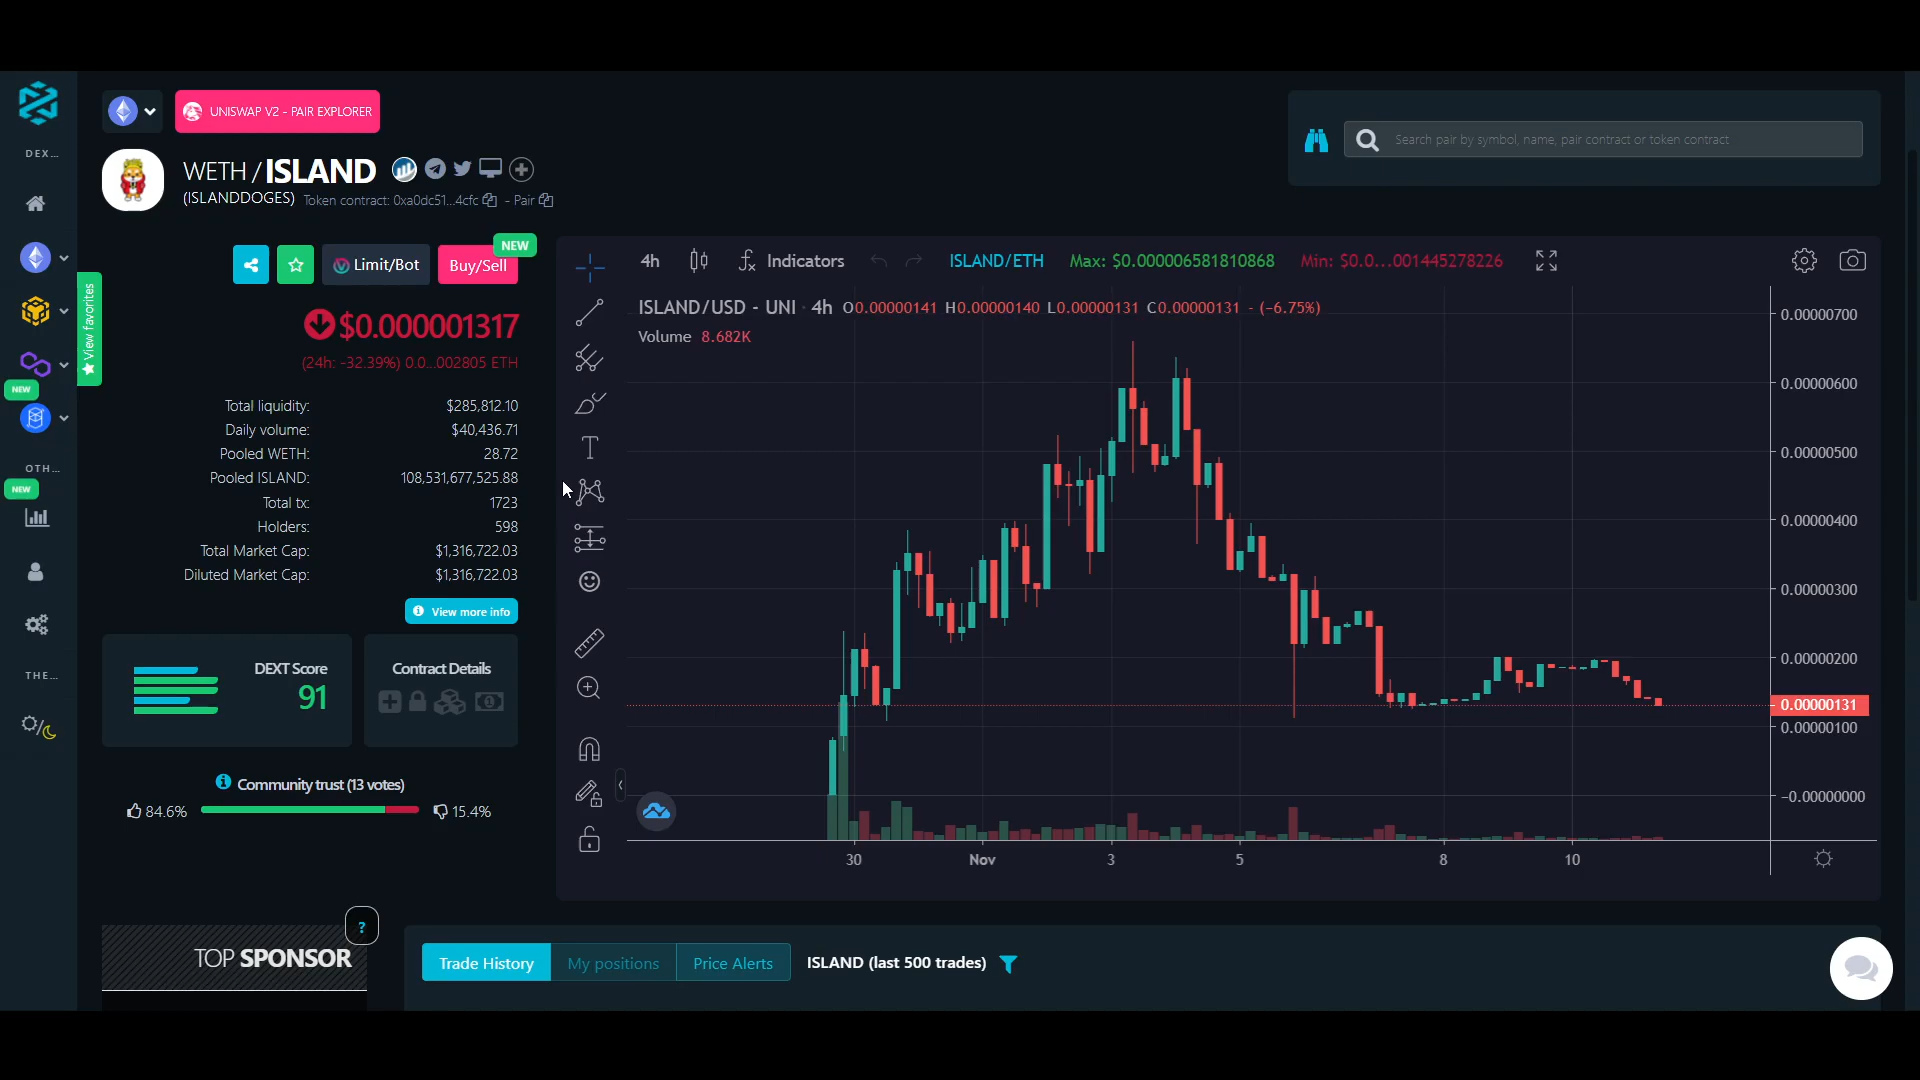 DEX...
UNISWAP V2 - PAIR EXPLORER
Search pair by symbol, name, pair contract or token contract
WETH / ISLAND
(ISLANDDOGES) Token contract: 0xa0dc51...4cfc - Pair
View favorites
NEW
OTH...
NEW
THE...
NEW
Limit/Bot
Buy/Sell
$0.000001317
(24h: -32.39%) 0.0...002805 ETH
Total liquidity: $285,812.10
Daily volume: $40,436.71
Pooled WETH: 28.72
Pooled ISLAND: 108,531,677,525.88
Total tx: 1723
Holders: 598
Total Market Cap: $1,316,722.03
Diluted Market Cap: $1,316,722.03
View more info
DEXT Score
91
Contract Details
Community trust (13 votes)
84.6%
15.4%
4h Indicators ISLAND/ETH Max: $0.000006581810868 Min: $0.0...001445278226
ISLAND/USD - UNI · 4h O0.00000141 H0.00000140 L0.00000131 C0.00000131 - (-6.75%)
Volume 8.682K
0.00000700
0.00000600
0.00000500
0.00000400
0.00000300
0.00000200
0.00000131
0.00000100
-0.00000000
30 Nov 3 5 8 10
?
TOP SPONSOR
Trade History
My positions
Price Alerts
ISLAND (last 500 trades)